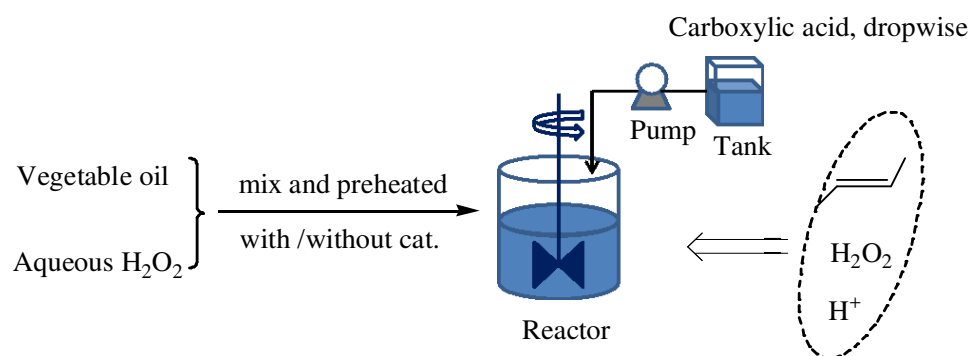 Carboxylic acid, dropwise
Pump
Tank
Vegetable oil
mix and preheated
with /without cat.
Aqueous H₂O₂
H₂O₂
H⁺
Reactor